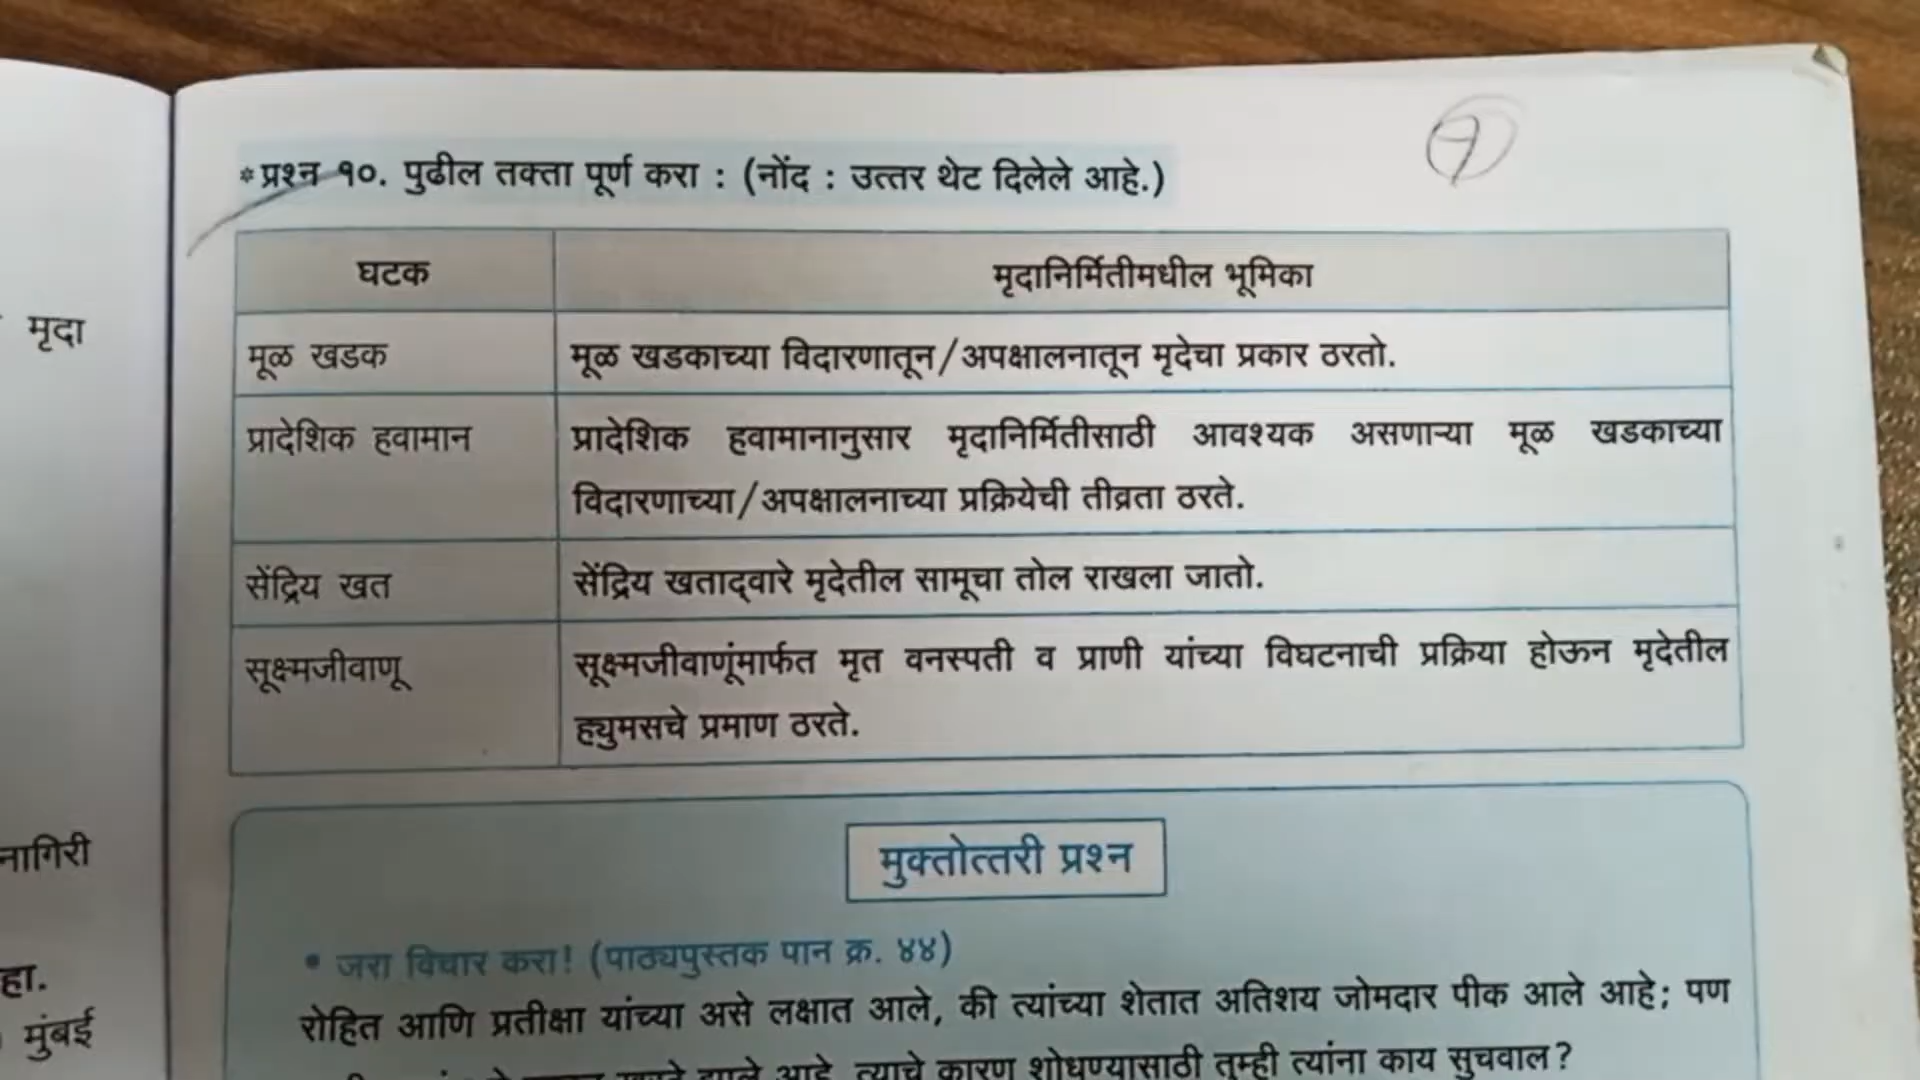 मृदा
नागिरी
हा.
मुंबई
७
* प्रश्न १०. पुढील तक्ता पूर्ण करा : (नोंद : उत्तर थेट दिलेले आहे.)
घटक मृदानिर्मितीमधील भूमिका
मूळ खडक मूळ खडकाच्या विदारणातून/अपक्षालनातून मृदेचा प्रकार ठरतो.
प्रादेशिक हवामान प्रादेशिक हवामानानुसार मृदानिर्मितीसाठी आवश्यक असणाऱ्या मूळ खडकाच्या
विदारणाच्या/अपक्षालनाच्या प्रक्रियेची तीव्रता ठरते.
सेंद्रिय खत सेंद्रिय खताद्वारे मृदेतील सामूचा तोल राखला जातो.
सूक्ष्मजीवाणू सूक्ष्मजीवाणूंमार्फत मृत वनस्पती व प्राणी यांच्या विघटनाची प्रक्रिया होऊन मृदेतील
ह्युमसचे प्रमाण ठरते.
मुक्तोत्तरी प्रश्न
• जरा विचार करा! (पाठ्यपुस्तक पान क्र. ४४)
रोहित आणि प्रतीक्षा यांच्या असे लक्षात आले, की त्यांच्या शेतात अतिशय जोमदार पीक आले आहे; पण
झाले आहे. त्याचे कारण शोधण्यासाठी तुम्ही त्यांना काय सुचवाल?